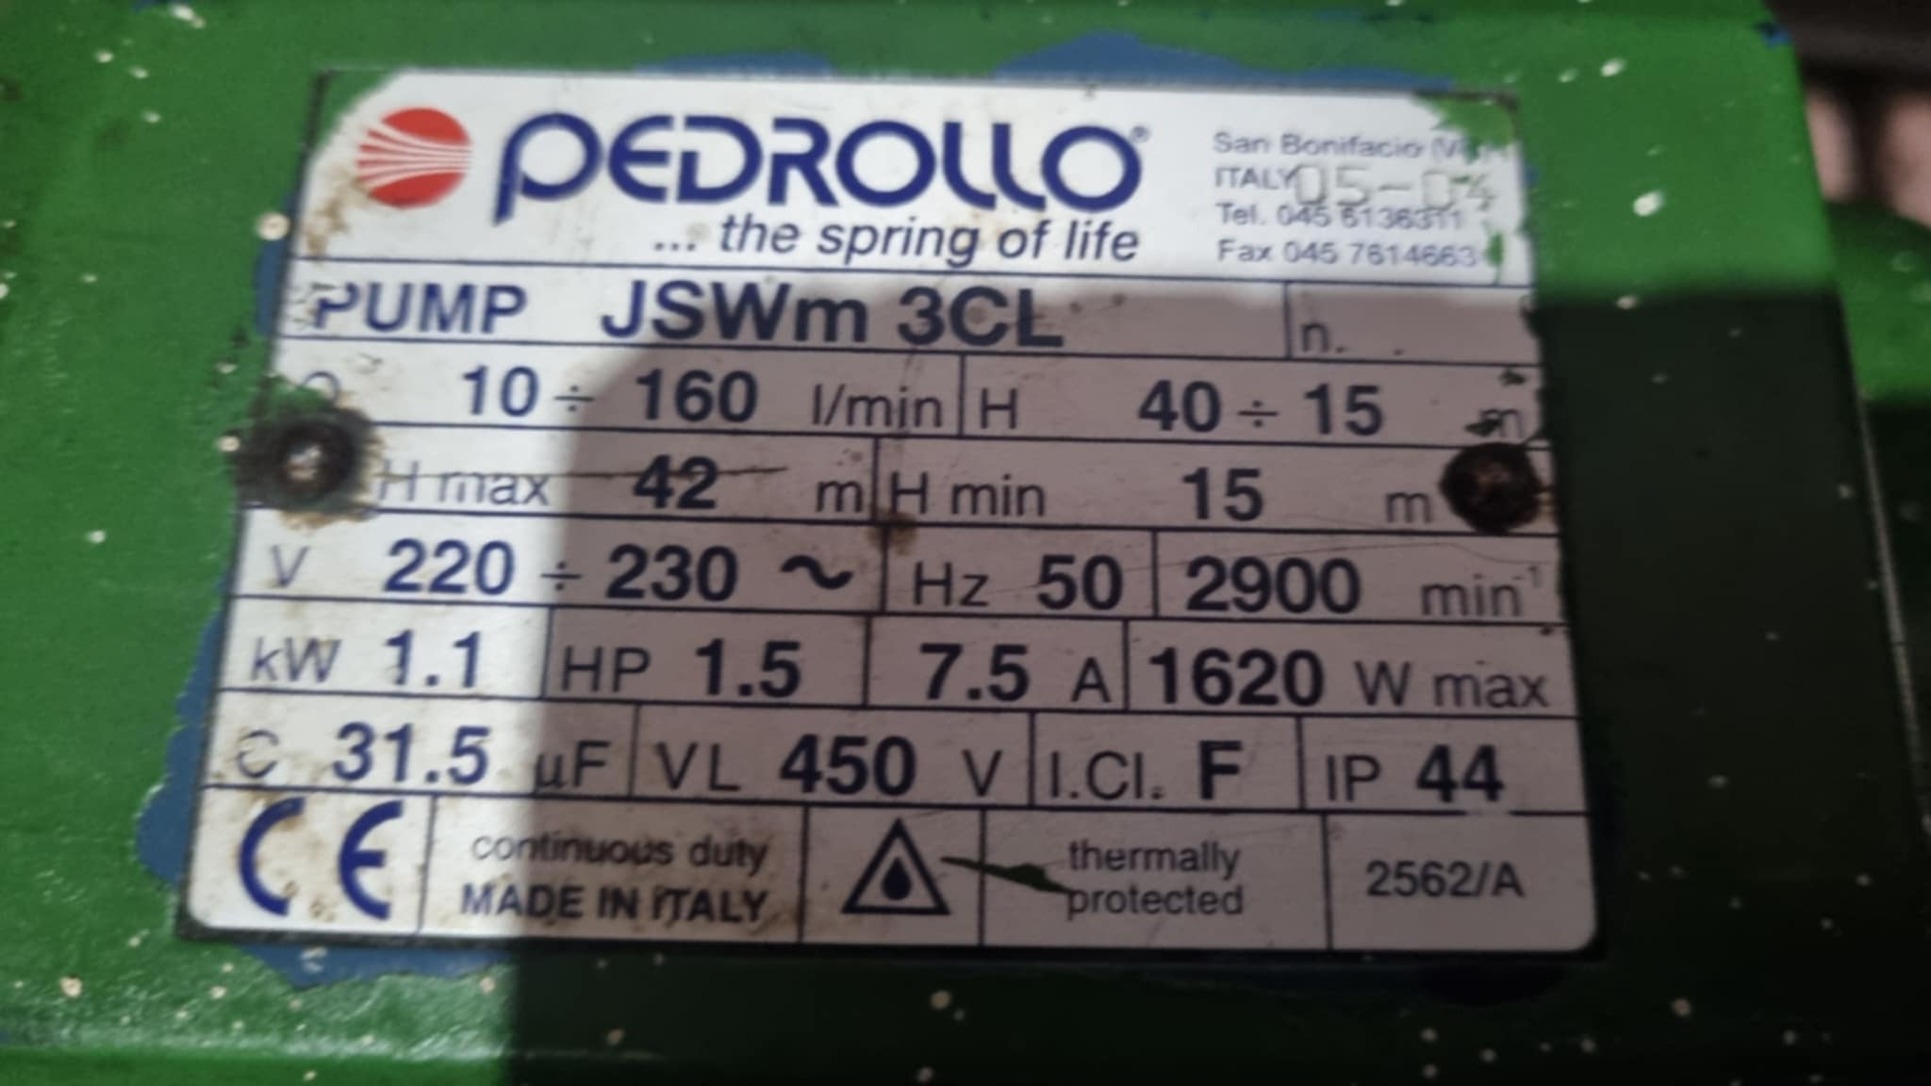 PEDROLLO®
... the spring of life
San Bonifacio
ITALY 05-04
Tel. 045 6136311
Fax 045 7614663
PUMP JSWm 3CL n.
Q 10 ÷ 160 l/min H 40 ÷ 15 m
H max 42 m H min 15 m
V 220 ÷ 230 ~ Hz 50 2900 min-1
kW 1.1 HP 1.5 7.5 A 1620 W max
C 31.5 µF VL 450 V I.Cl. F IP 44
CE continuous duty
MADE IN ITALY
thermally
protected
2562/A